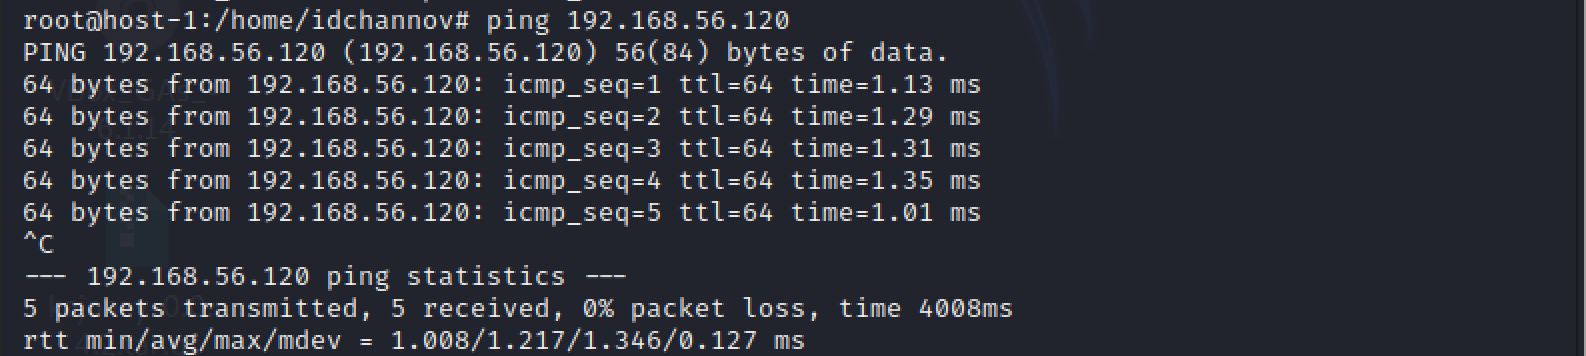 root@host-1:/home/idchannov# ping 192.168.56.120
PING 192.168.56.120 (192.168.56.120) 56(84) bytes of data.
64 bytes from 192.168.56.120: icmp_seq=1 ttl=64 time=1.13 ms
64 bytes from 192.168.56.120: icmp_seq=2 ttl=64 time=1.29 ms
64 bytes from 192.168.56.120: icmp_seq=3 ttl=64 time=1.31 ms
64 bytes from 192.168.56.120: icmp_seq=4 ttl=64 time=1.35 ms
64 bytes from 192.168.56.120: icmp_seq=5 ttl=64 time=1.01 ms
^C
--- 192.168.56.120 ping statistics ---
5 packets transmitted, 5 received, 0% packet loss, time 4008ms
rtt min/avg/max/mdev = 1.008/1.217/1.346/0.127 ms